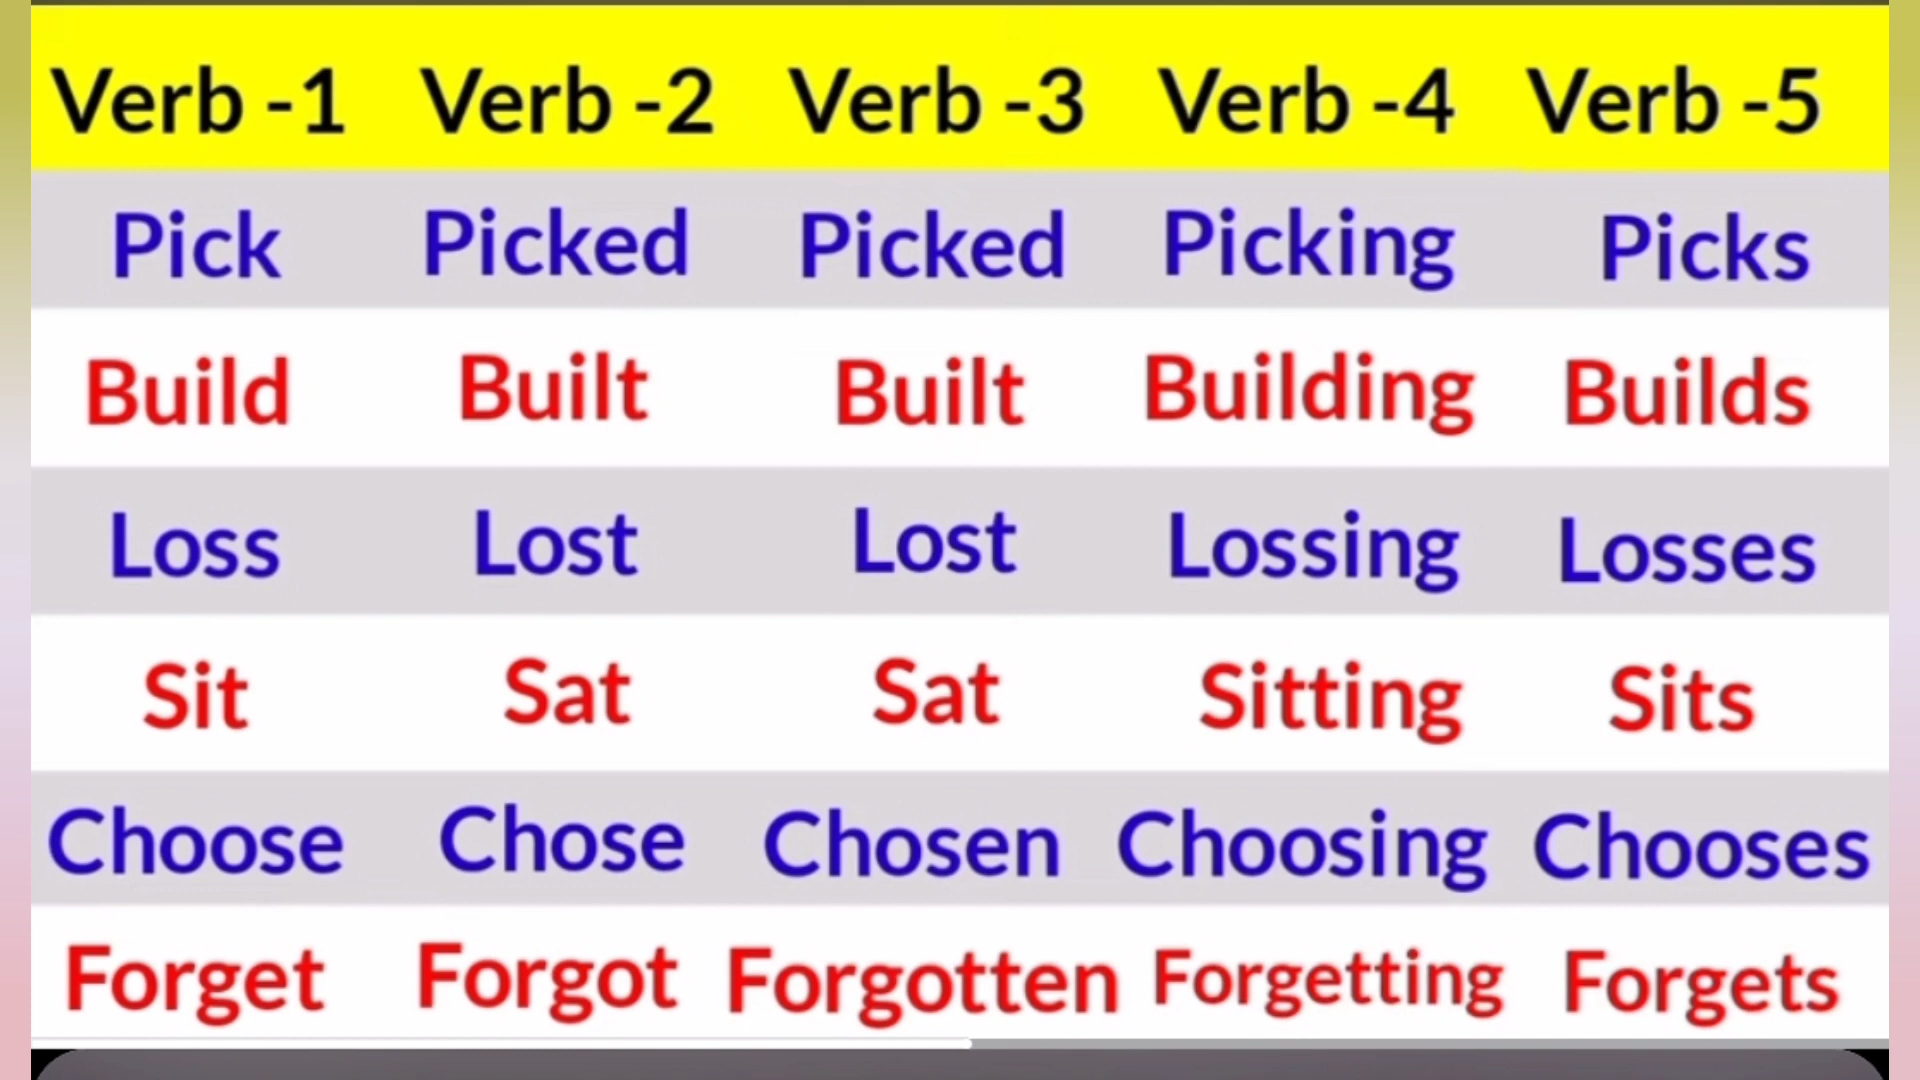 Verb -1 Verb -2 Verb -3 Verb -4 Verb -5
Pick Picked Picked Picking Picks
Build Built Built Building Builds
Loss Lost Lost Lossing Losses
Sit Sat Sat Sitting Sits
Choose Chose Chosen Choosing Chooses
Forget Forgot Forgotten Forgetting Forgets